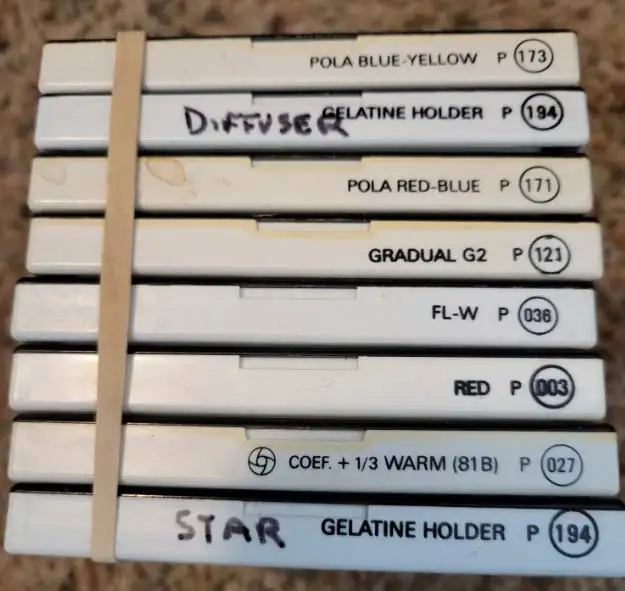 POLA BLUE-YELLOW P 173
DIFFUSER GELATINE HOLDER P 194
POLA RED-BLUE P 171
GRADUAL G2 P 121
FL-W P 036
RED P 003
COEF. + 1/3 WARM (81B) P 027
STAR GELATINE HOLDER P 194